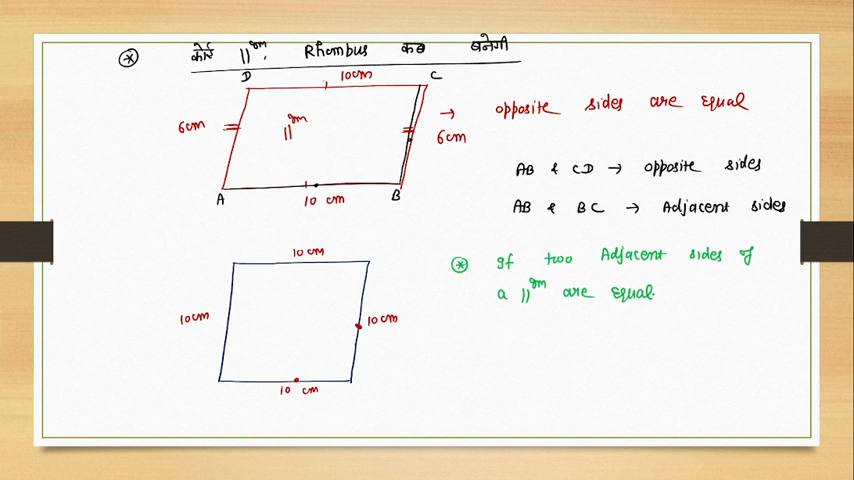 * कोई ||gm, Rhombus कब बनेगी
D 10cm C
6cm ||gm → opposite sides are equal
6cm
A 10 cm B
AB & CD → opposite sides
AB & BC → Adjacent sides
10 cm
10cm 10cm
10 cm
* If two Adjacent sides of
a ||gm are equal.